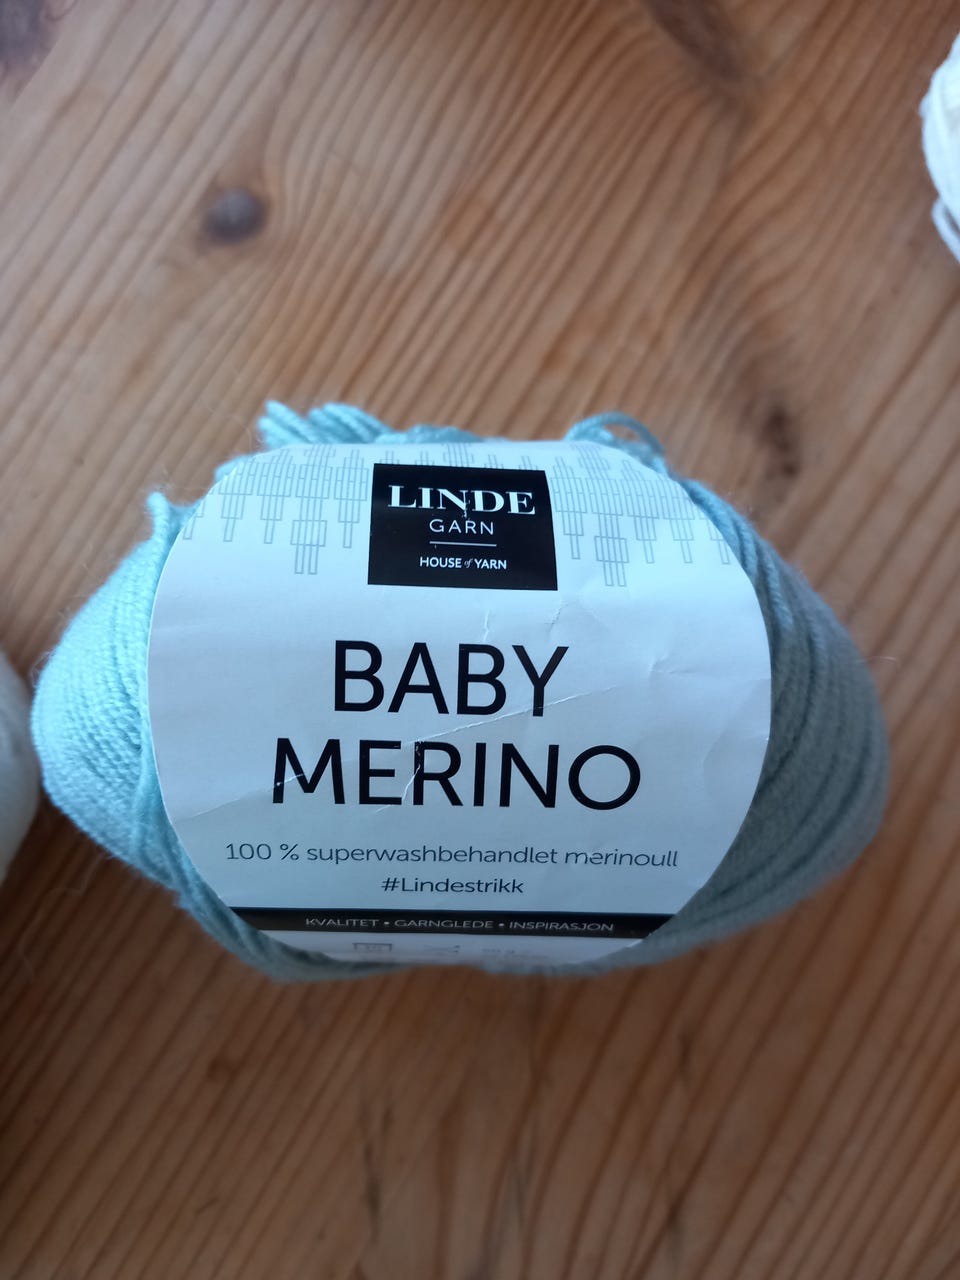 LINDE
GARN
HOUSE of YARN
BABY
MERINO
100 % superwashbehandlet merinoull
#Lindestrikk
KVALITET • GARNGLEDE • INSPIRASJON